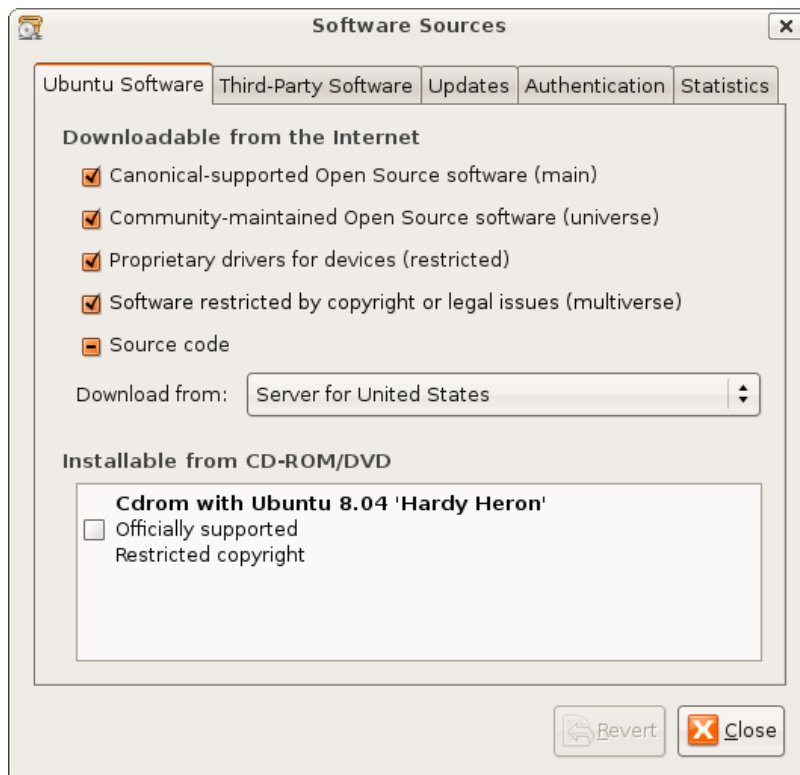 Software Sources
Ubuntu Software Third-Party Software Updates Authentication Statistics
Downloadable from the Internet
Canonical-supported Open Source software (main)
Community-maintained Open Source software (universe)
Proprietary drivers for devices (restricted)
Software restricted by copyright or legal issues (multiverse)
Source code
Download from: Server for United States
Installable from CD-ROM/DVD
Cdrom with Ubuntu 8.04 'Hardy Heron'
Officially supported
Restricted copyright
Revert Close